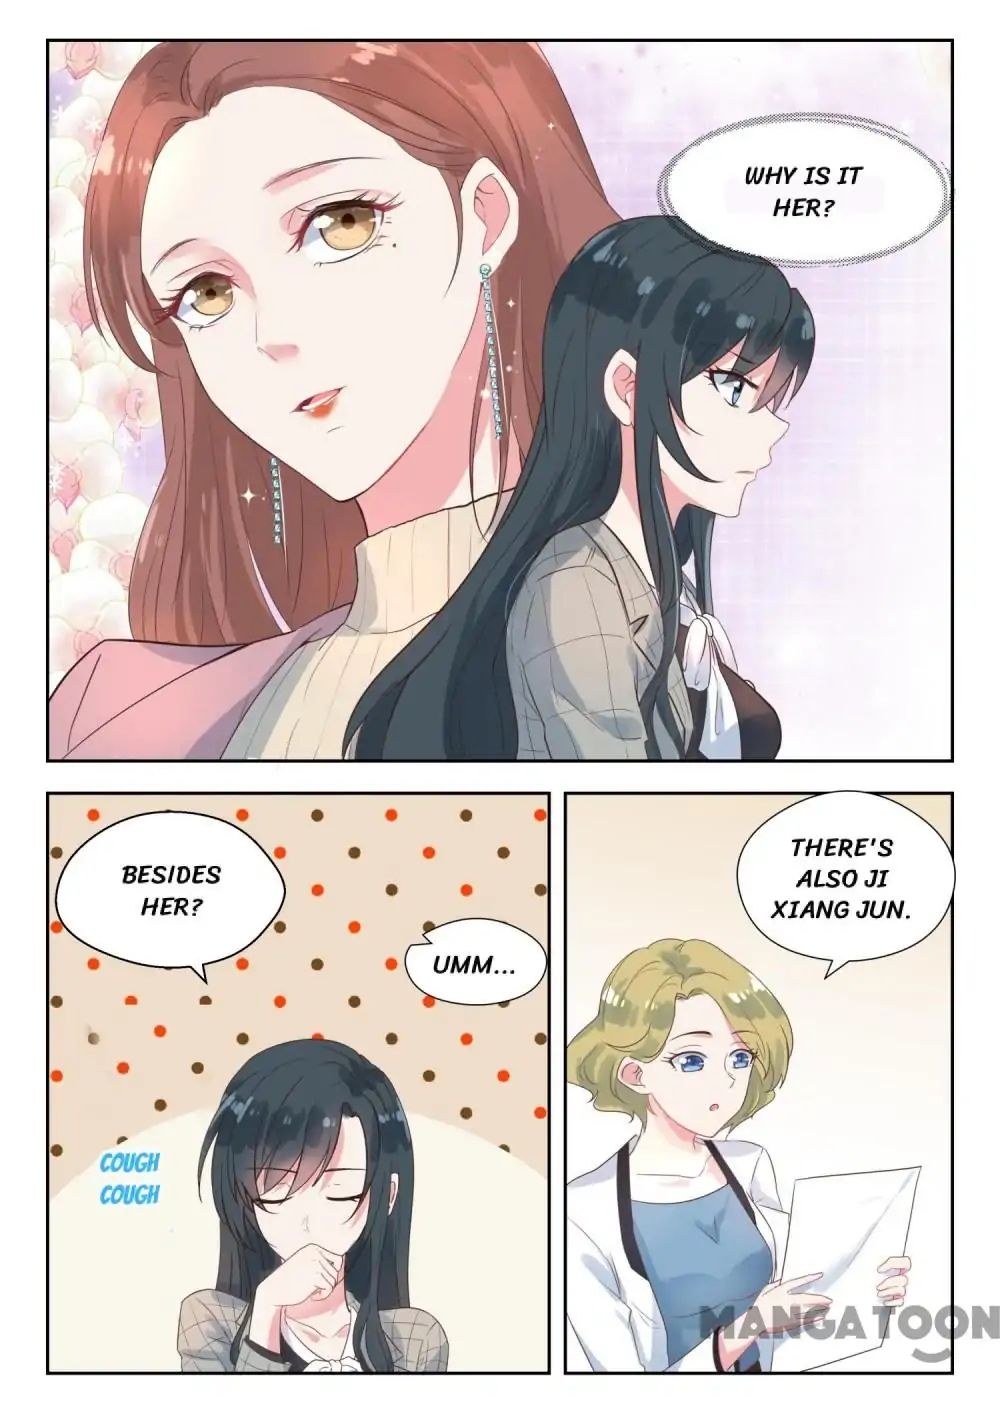 WHY IS IT
HER?
BESIDES
HER?
UMM...
COUGH
COUGH
THERE'S
ALSO JI
XIANG JUN.
MANGATOON